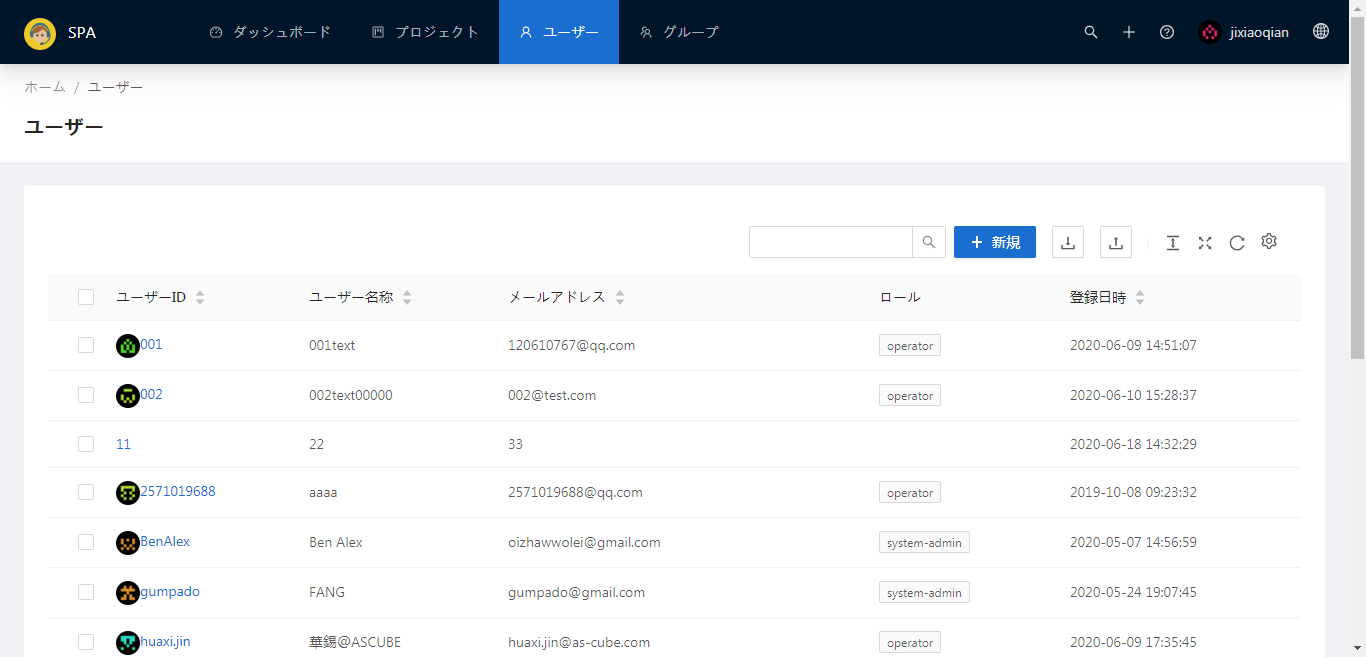 SPA ダッシュボード プロジェクト ユーザー グループ jixiaoqian
ホーム / ユーザー
ユーザー
新規
ユーザーID ユーザー名称 メールアドレス ロール 登録日時
001 001text 120610767@qq.com operator 2020-06-09 14:51:07
002 002text00000 002@test.com operator 2020-06-10 15:28:37
11 22 33 2020-06-18 14:32:29
2571019688 aaaa 2571019688@qq.com operator 2019-10-08 09:23:32
BenAlex Ben Alex oizhawwolei@gmail.com system-admin 2020-05-07 14:56:59
gumpado FANG gumpado@gmail.com system-admin 2020-05-24 19:07:45
huaxi.jin 華錫@ASCUBE huaxi.jin@as-cube.com operator 2020-06-09 17:35:45